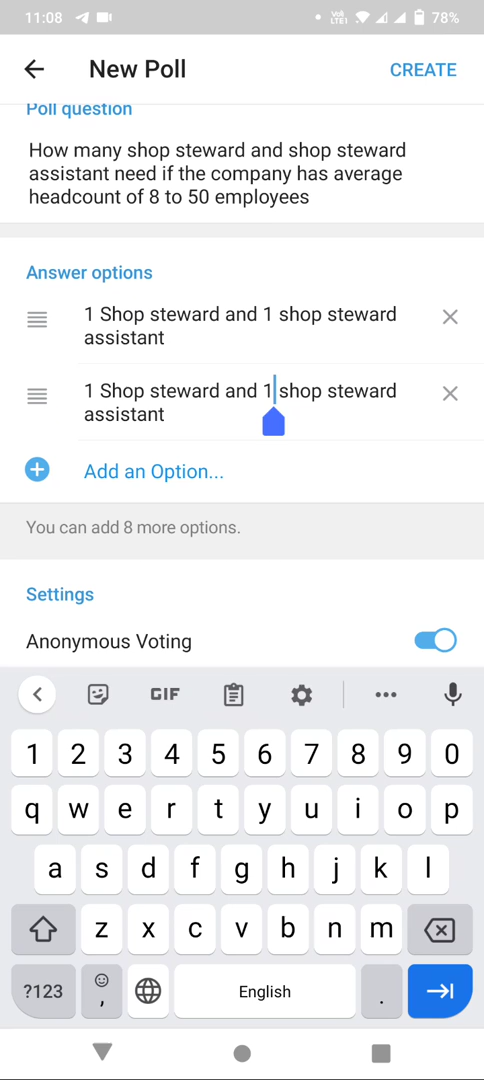 11:08 Vo) LTE1 78%
New Poll CREATE
Poll question
How many shop steward and shop steward
assistant need if the company has average
headcount of 8 to 50 employees
Answer options
1 Shop steward and 1 shop steward
assistant
1 Shop steward and 1 shop steward
assistant
Add an Option...
You can add 8 more options.
Settings
Anonymous Voting
GIF
1 2 3 4 5 6 7 8 9 0
q w e r t y u i o p
a s d f g h j k l
z x c v b n m
?123 , English .